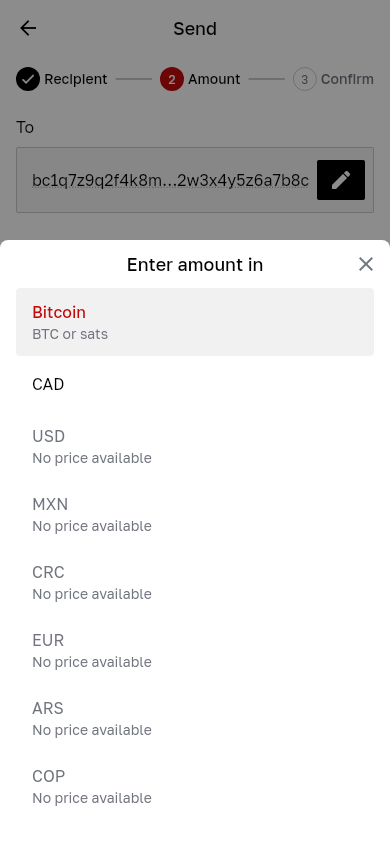 Send
Recipient
2
Amount
3
Confirm
To
bc1q7z9q2f4k8m...2w3x4y5z6a7b8c
Enter amount in
Bitcoin
BTC or sats
CAD
USD
No price available
MXN
No price available
CRC
No price available
EUR
No price available
ARS
No price available
COP
No price available